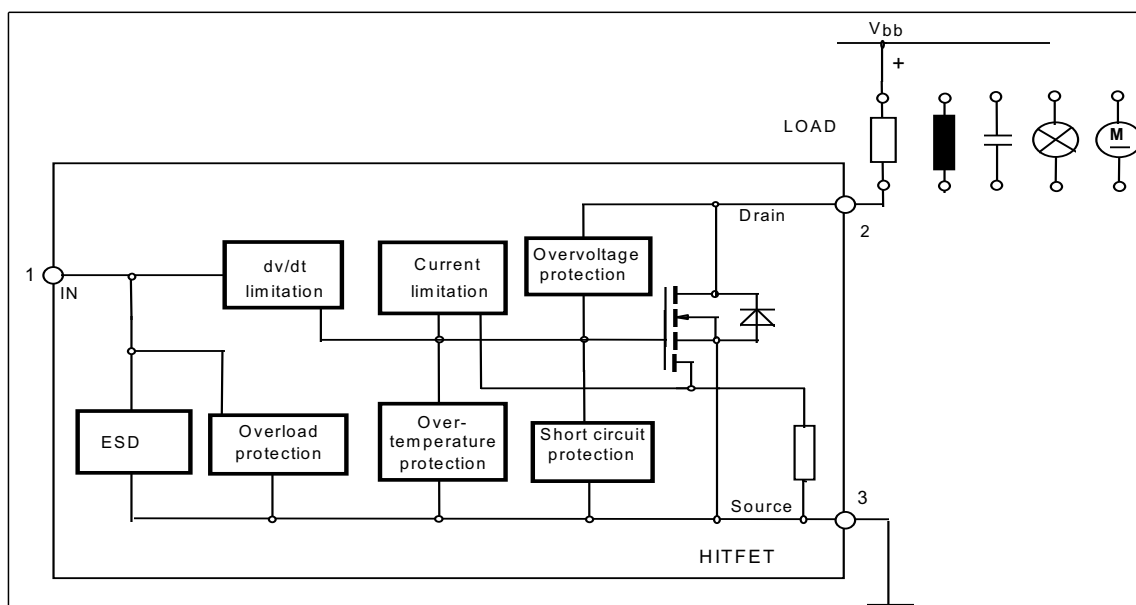 Vbb
+
LOAD
M
Drain
2
1
IN
dv/dt
limitation
Current
limitation
Overvoltage
protection
ESD
Overload
protection
Over-
temperature
protection
Short circuit
protection
Source
3
HITFET